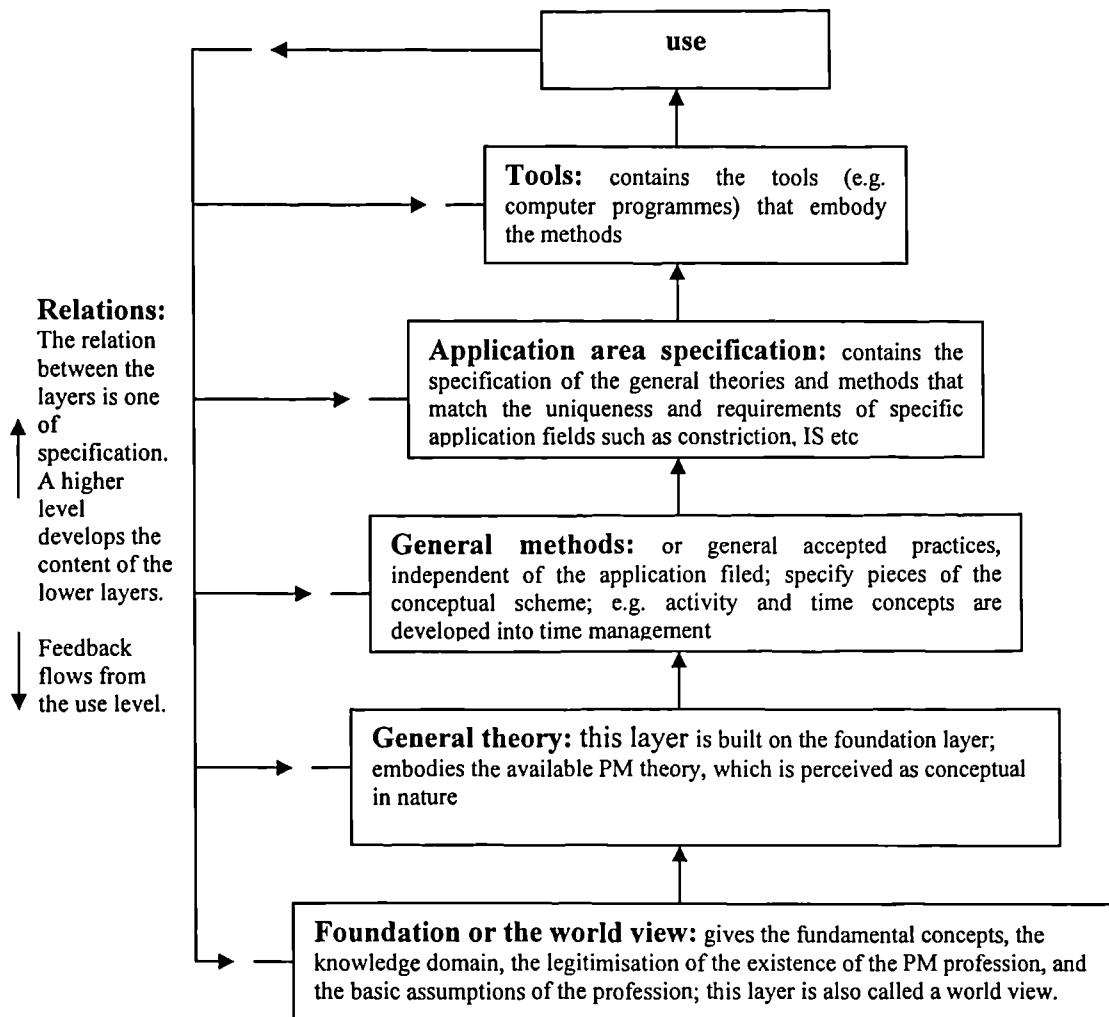 use
Tools: contains the tools (e.g.
computer programmes) that embody
the methods
Relations:
The relation
between the
layers is one
of
specification.
A higher
level
develops the
content of the
lower layers.
Feedback
flows from
the use level.
Application area specification: contains the
specification of the general theories and methods that
match the uniqueness and requirements of specific
application fields such as constriction, IS etc
General methods: or general accepted practices,
independent of the application filed; specify pieces of the
conceptual scheme; e.g. activity and time concepts are
developed into time management
General theory: this layer is built on the foundation layer;
embodies the available PM theory, which is perceived as conceptual
in nature
Foundation or the world view: gives the fundamental concepts, the
knowledge domain, the legitimisation of the existence of the PM profession, and
the basic assumptions of the profession; this layer is also called a world view.